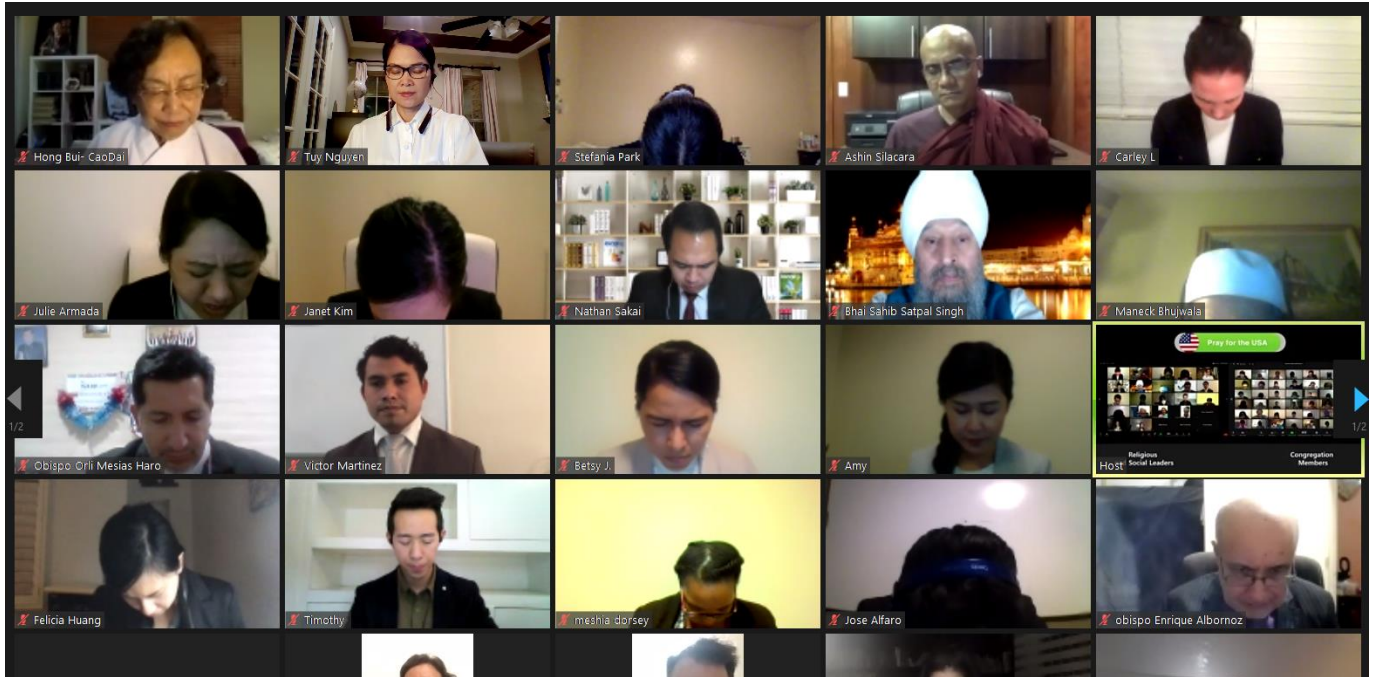 Hong Bui- CaoDai
Tuy Nguyen
Stefania Park
Ashin Silacara
Carley L
Julie Armada
Janet Kim
Nathan Sakai
Bhai Sahib Satpal Singh
Maneck Bhujwala
Pray for the USA
1/2
Obispo Orli Mesias Haro
Victor Martinez
Betsy J.
Amy
Host
Religious
Social Leaders
Congregation
Members
1/2
Felicia Huang
Timothy
meshia dorsey
Jose Alfaro
obispo Enrique Albornoz